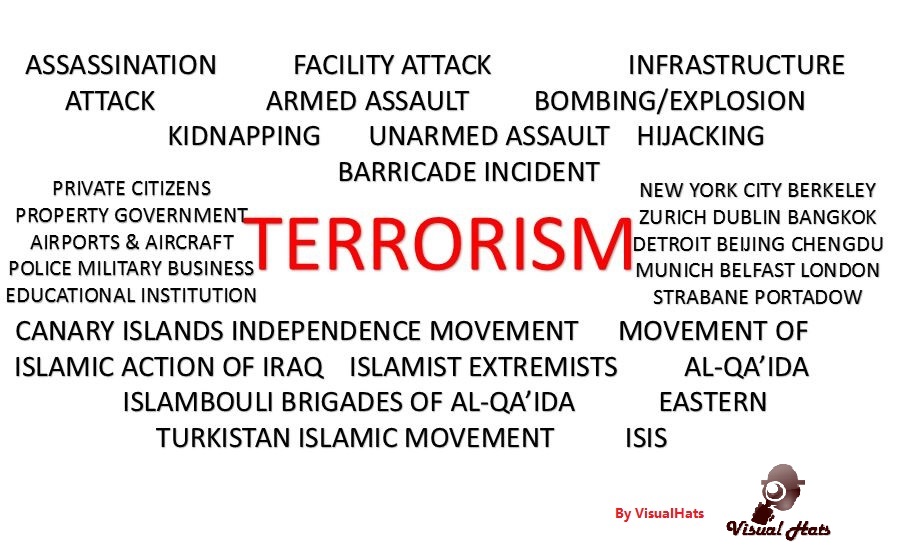 ASSASSINATION FACILITY ATTACK INFRASTRUCTURE
ATTACK ARMED ASSAULT BOMBING/EXPLOSION
KIDNAPPING UNARMED ASSAULT HIJACKING
BARRICADE INCIDENT
PRIVATE CITIZENS
PROPERTY GOVERNMENT
AIRPORTS & AIRCRAFT
POLICE MILITARY BUSINESS
EDUCATIONAL INSTITUTION
TERRORISM
NEW YORK CITY BERKELEY
ZURICH DUBLIN BANGKOK
DETROIT BEIJING CHENGDU
MUNICH BELFAST LONDON
STRABANE PORTADOW
CANARY ISLANDS INDEPENDENCE MOVEMENT MOVEMENT OF
ISLAMIC ACTION OF IRAQ ISLAMIST EXTREMISTS AL-QA’IDA
ISLAMBOULI BRIGADES OF AL-QA’IDA EASTERN
TURKISTAN ISLAMIC MOVEMENT ISIS
By VisualHats
Visual Hats